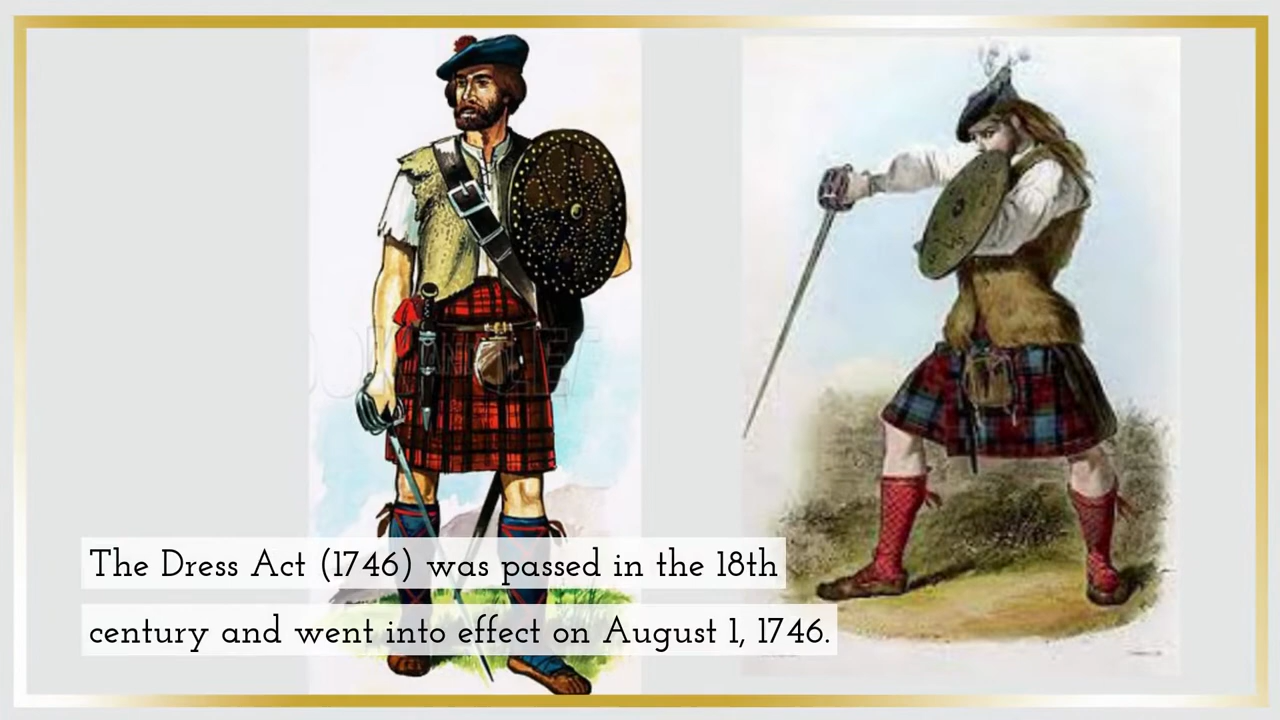 The Dress Act (1746) was passed in the 18th
century and went into effect on August 1, 1746.